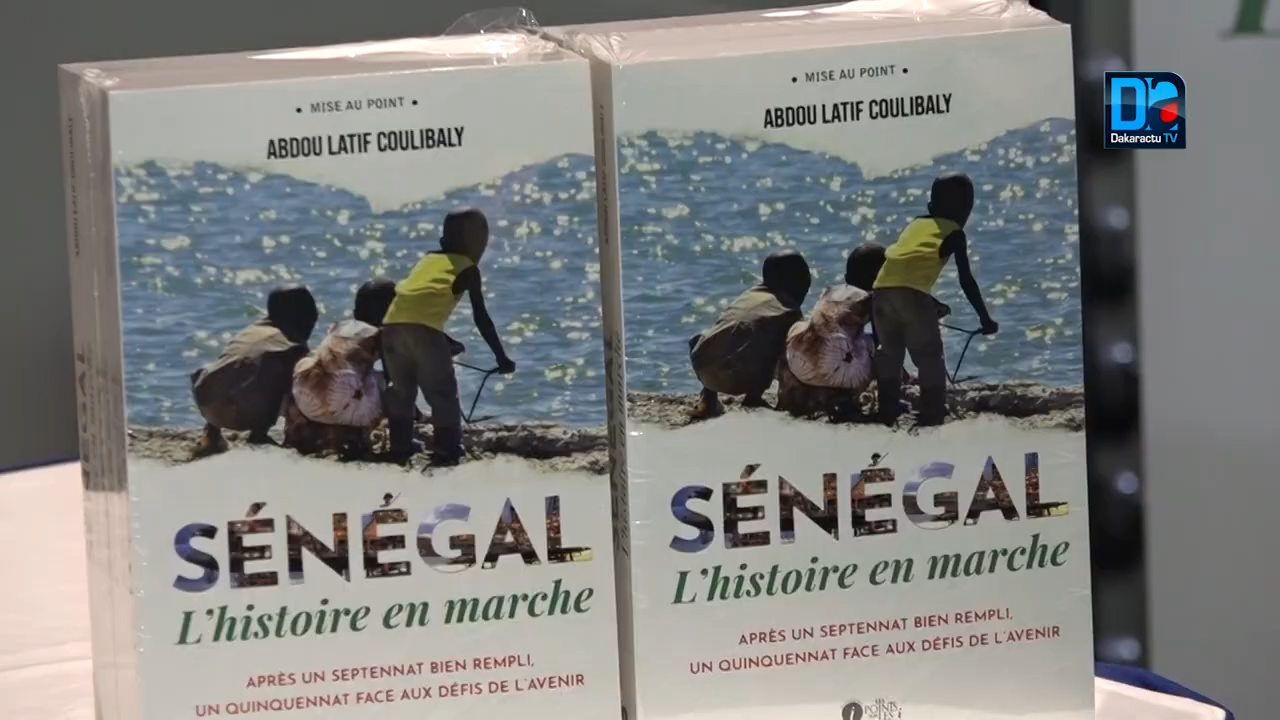 • MISE AU POINT •
ABDOU LATIF COULIBALY
SÉNÉGAL
L'histoire en marche
APRÈS UN SEPTENNAT BIEN REMPLI,
UN QUINQUENNAT FACE AUX DÉFIS DE L'AVENIR
• MISE AU POINT •
ABDOU LATIF COULIBALY
SÉNÉGAL
L'histoire en marche
APRÈS UN SEPTENNAT BIEN REMPLI,
UN QUINQUENNAT FACE AUX DÉFIS DE L'AVENIR
Dakaractu TV